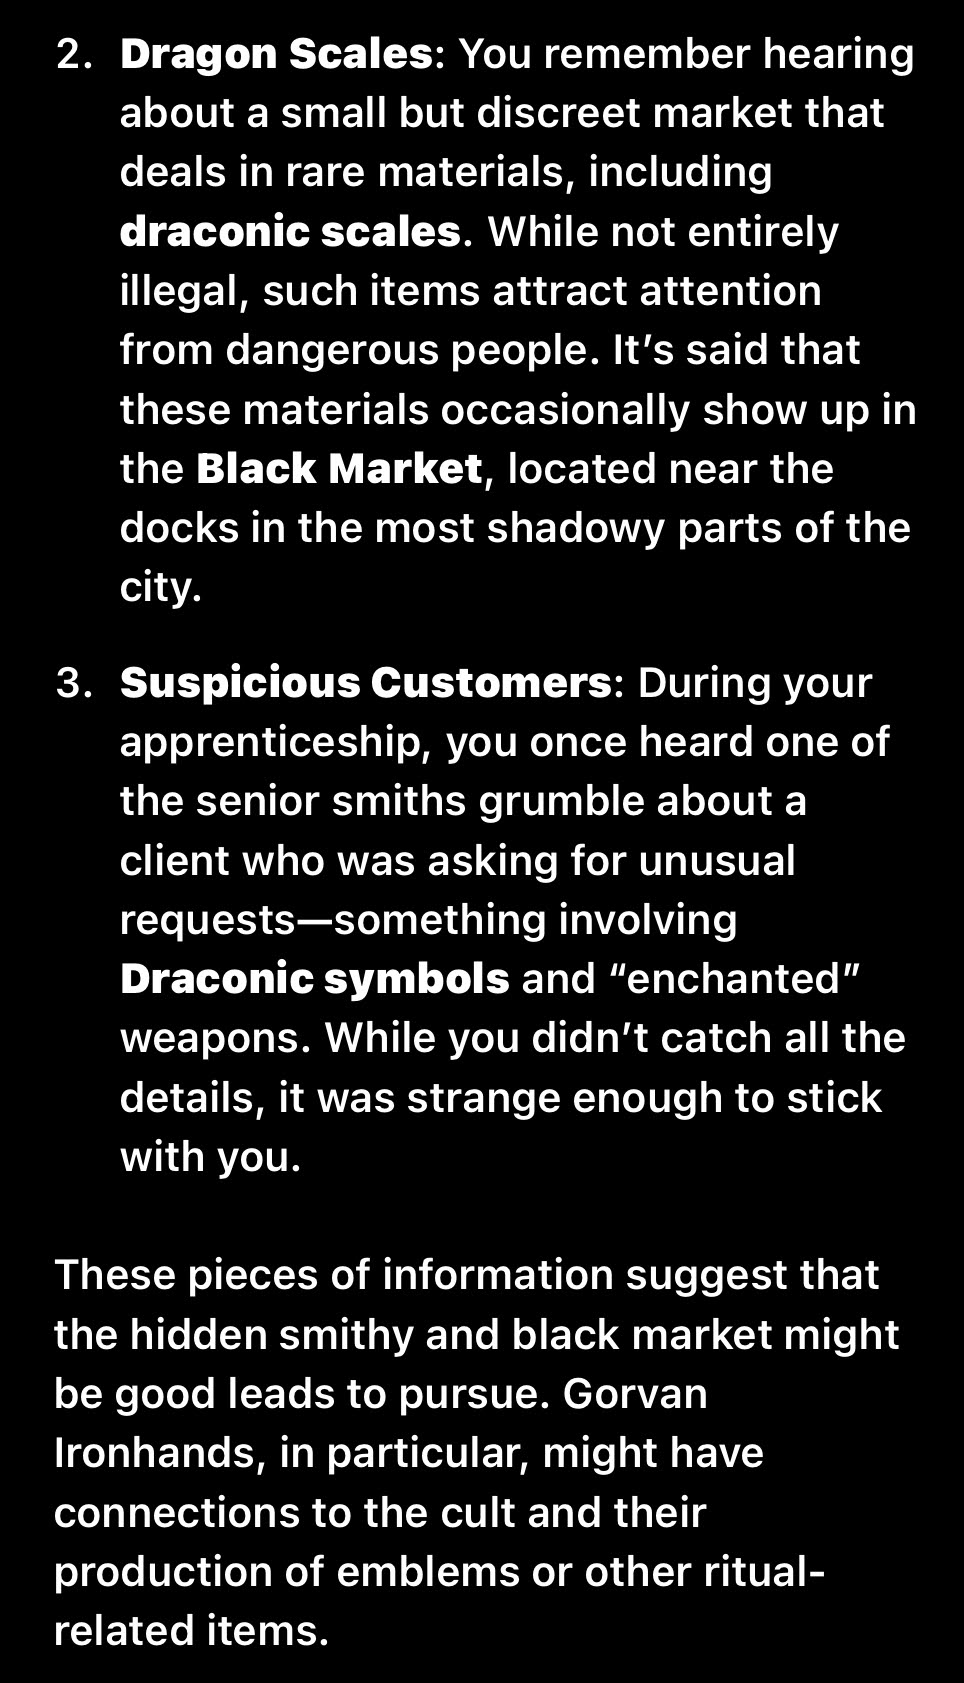 2. Dragon Scales: You remember hearing
about a small but discreet market that
deals in rare materials, including
draconic scales. While not entirely
illegal, such items attract attention
from dangerous people. It’s said that
these materials occasionally show up in
the Black Market, located near the
docks in the most shadowy parts of the
city.
3. Suspicious Customers: During your
apprenticeship, you once heard one of
the senior smiths grumble about a
client who was asking for unusual
requests—something involving
Draconic symbols and “enchanted”
weapons. While you didn’t catch all the
details, it was strange enough to stick
with you.
These pieces of information suggest that
the hidden smithy and black market might
be good leads to pursue. Gorvan
Ironhands, in particular, might have
connections to the cult and their
production of emblems or other ritual-
related items.